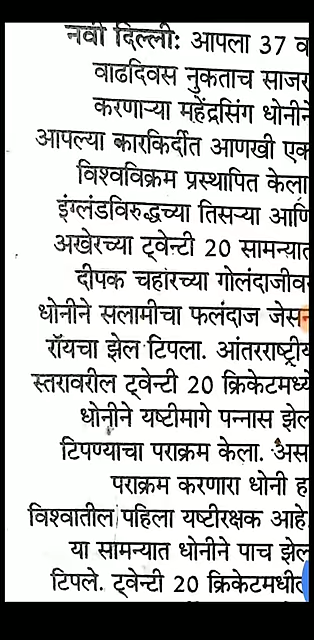 नवी दिल्ली: आपला 37 व
वाढदिवस नुकताच साजर
करणाऱ्या महेंद्रसिंग धोनीने
आपल्या कारकिर्दीत आणखी एक
विश्वविक्रम प्रस्थापित केला
इंग्लंडविरुद्धच्या तिसऱ्या आणि
अखेरच्या ट्वेन्टी 20 सामन्यात
दीपक चहारच्या गोलंदाजीव
धोनीने सलामीचा फलंदाज जेसन
रॉयचा झेल टिपला. आंतरराष्ट्रीय
स्तरावरील ट्वेन्टी 20 क्रिकेटमध्ये
धोनीने यष्टीमागे पन्नास झेल
टिपण्याचा पराक्रम केला. असा
पराक्रम करणारा धोनी ह
विश्वातील पहिला यष्टीरक्षक आहे.
या सामन्यात धोनीने पाच झेल
टिपले. ट्वेन्टी 20 क्रिकेटमधील